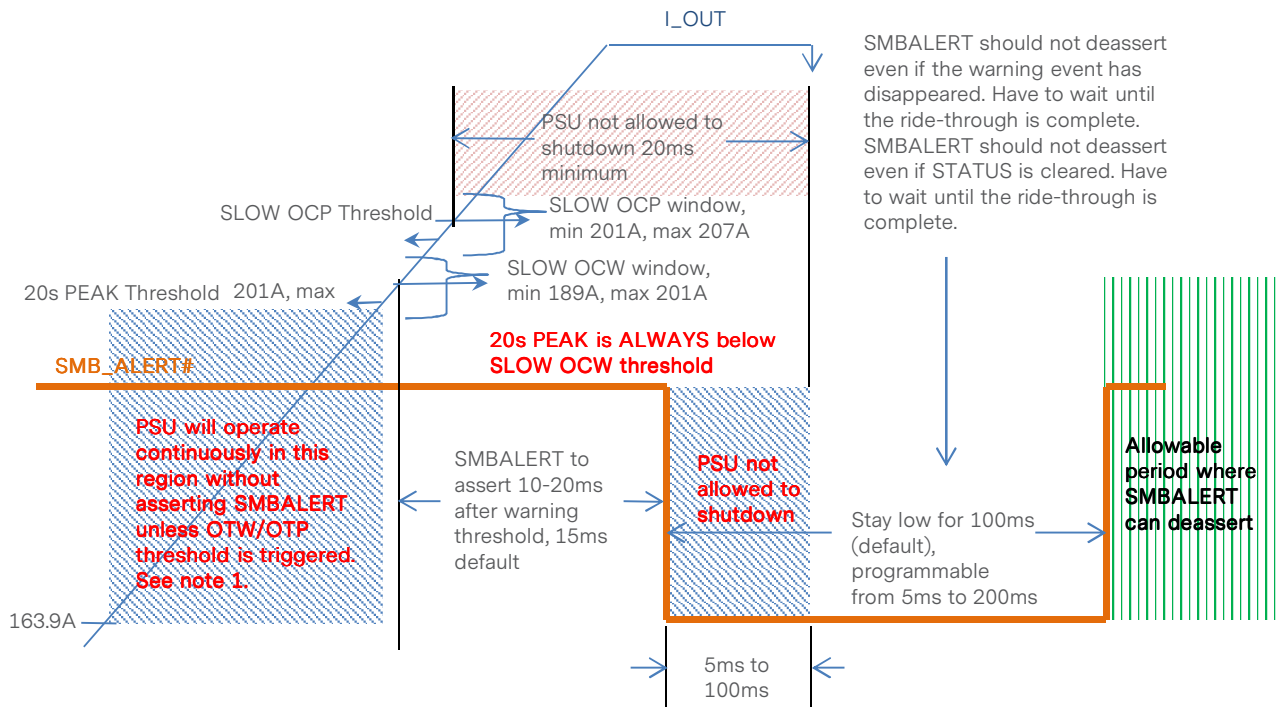 I_OUT
SMBALERT should not deassert
even if the warning event has
disappeared. Have to wait until
the ride-through is complete.
SMBALERT should not deassert
even if STATUS is cleared. Have
to wait until the ride-through is
complete.
PSU not allowed to
shutdown 20ms
minimum
SLOW OCP Threshold
SLOW OCP window,
min 201A, max 207A
SLOW OCW window,
min 189A, max 201A
20s PEAK Threshold 201A, max
20s PEAK is ALWAYS below
SLOW OCW threshold
SMB_ALERT#
PSU will operate
continuously in this
region without
asserting SMBALERT
unless OTW/OTP
threshold is triggered.
See note 1.
SMBALERT to
assert 10-20ms
after warning
threshold, 15ms
default
PSU not
allowed to
shutdown
Stay low for 100ms
(default),
programmable
from 5ms to 200ms
Allowable
period where
SMBALERT
can deassert
163.9A
5ms to
100ms